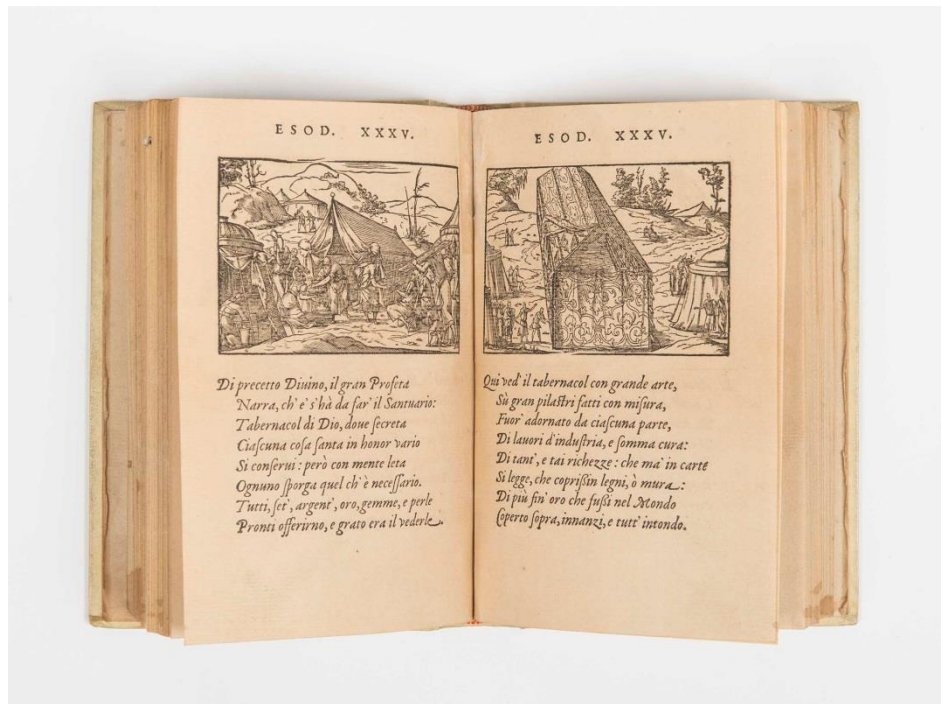 ESOD. XXXV.
Di precetto Diuino, il gran Profeta
Narra, ch' e' s'hà da far' il Santuario:
Tabernacol di Dio, doue ſecreta
Ciaſcuna coſa ſanta in honor vario
Si conſerui: però con mente leta
Ognuno ſporga quel ch' è neceſſario.
Tutti, ſet', argent', oro, gemme, e perle
Pronti offerirno, e grato era il vederle.
ESOD. XXXV.
Qui ved' il tabernacol con grande arte,
Sù gran pilaſtri fatti con miſura,
Fuor' adornato da ciaſcuna parte,
Di lauori d'induſtria, e ſomma cura:
Di tant', e tai richezze: che ma' in carte
Si legge, che copriſſin legni, ò mura:
Di più fin' oro che fuſſi nel Mondo
Coperto ſopra, innanzi, e tutt' intondo.